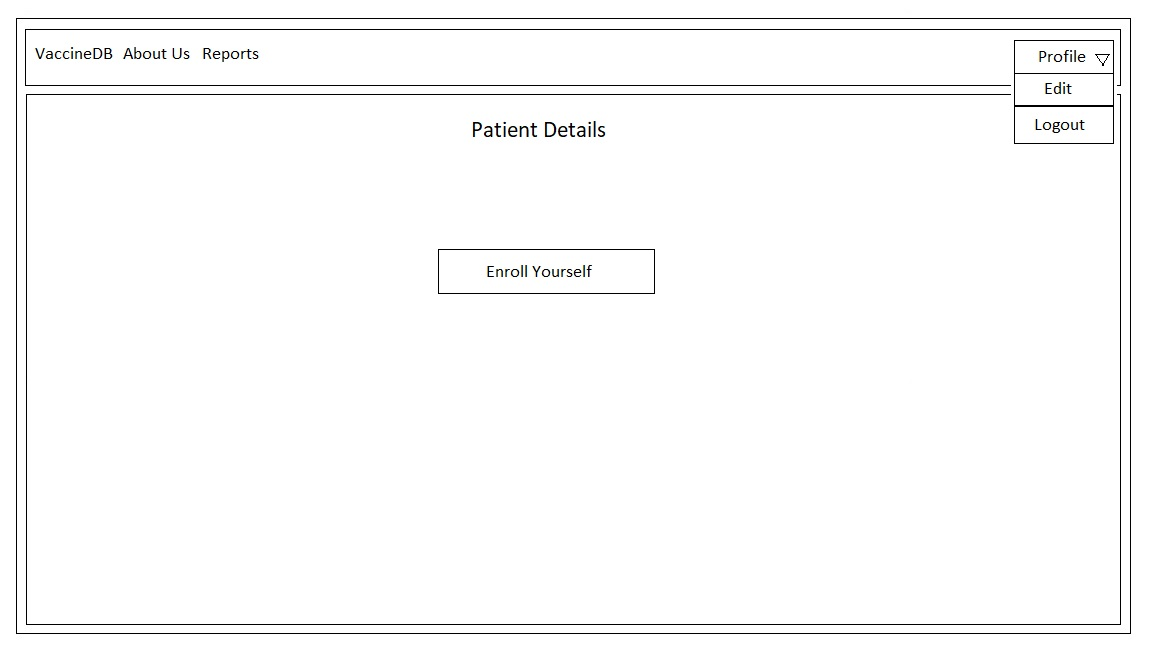 VaccineDB About Us Reports
Profile
Edit
Logout
Patient Details
Enroll Yourself